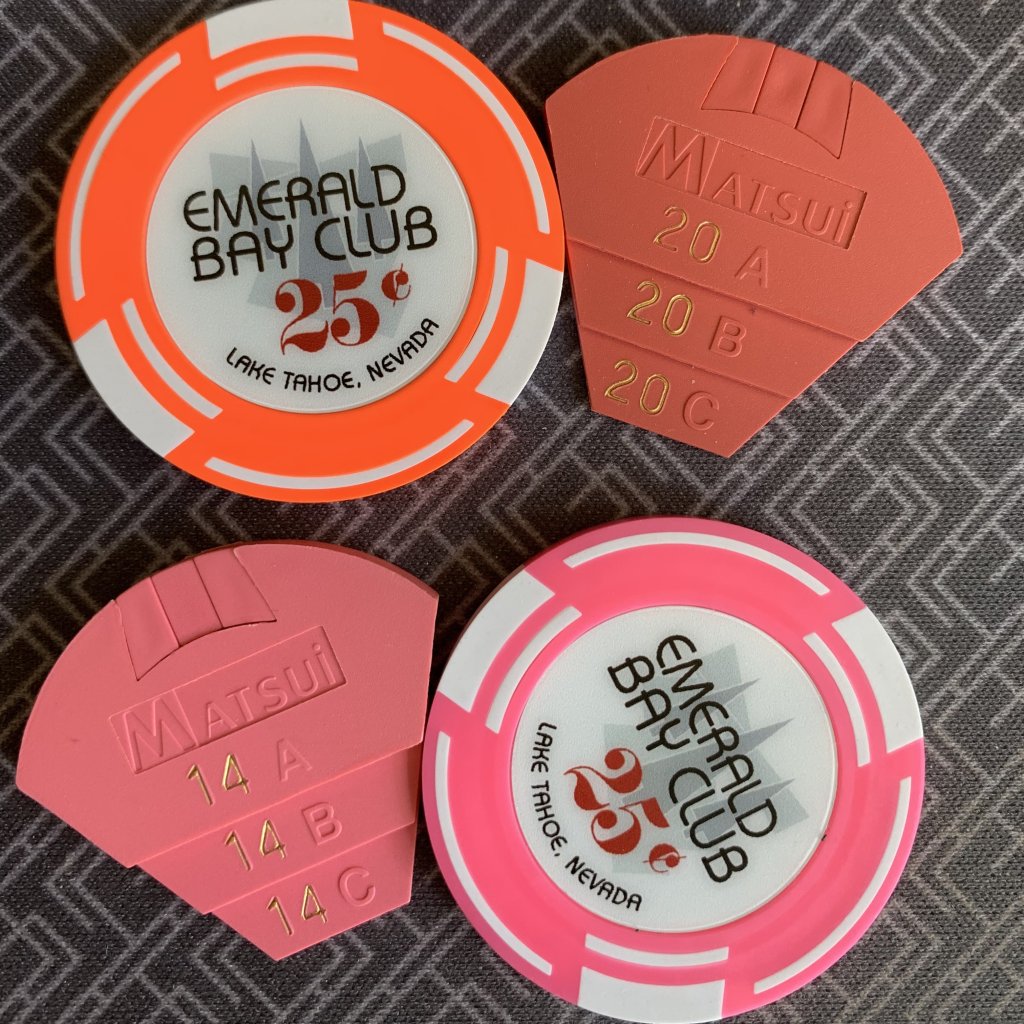 EMERALD
BAY CLUB
25¢
LAKE TAHOE, NEVADA
MATSUi
20 A
20 B
20 C
MATSUi
14 A
14 B
14 C
EMERALD
BAY CLUB
25¢
LAKE TAHOE, NEVADA